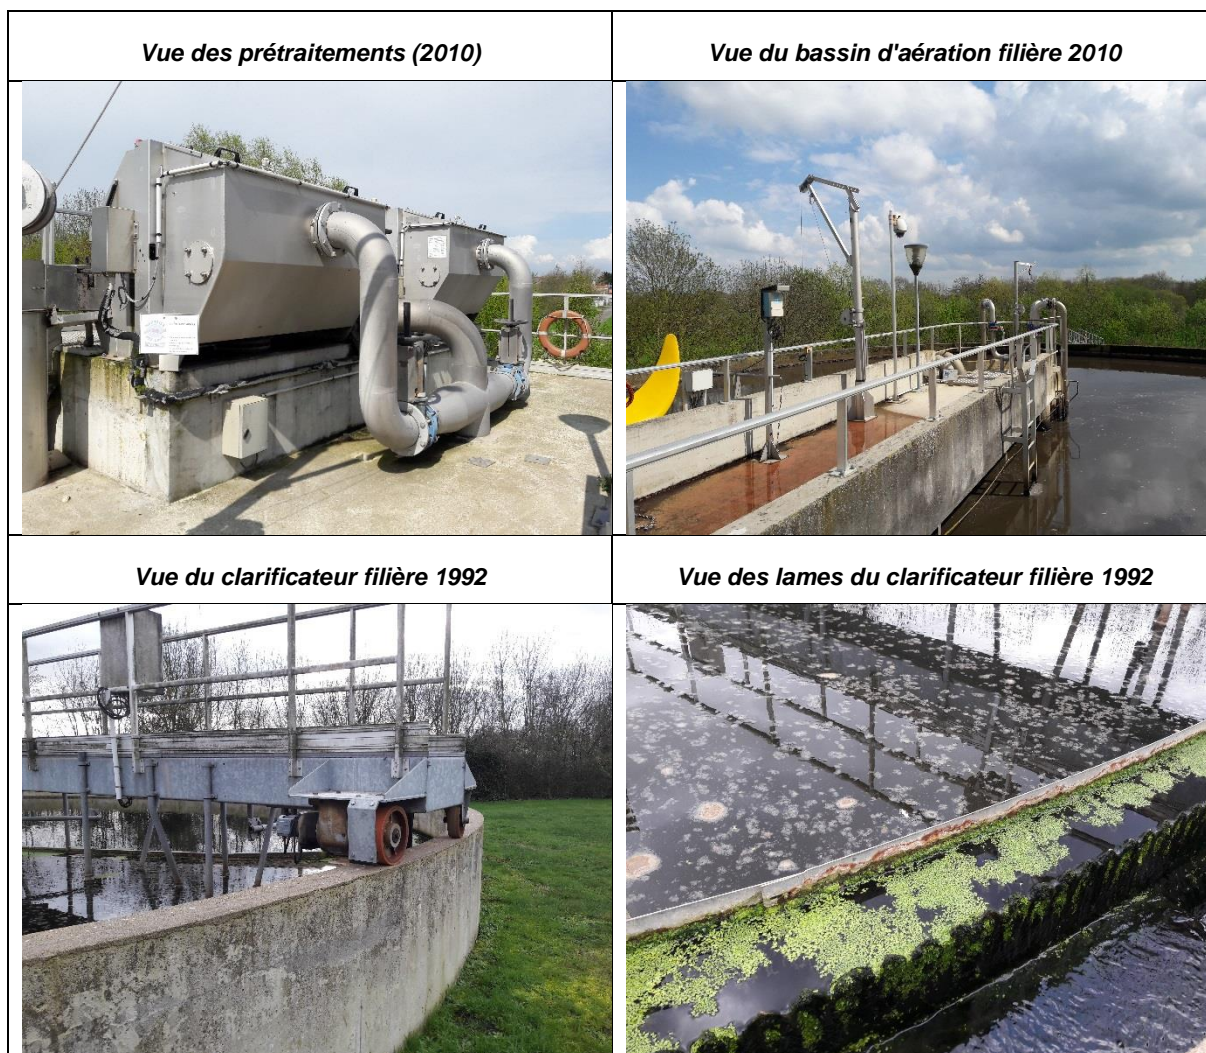 Vue des prétraitements (2010)
Vue du bassin d'aération filière 2010
Vue du clarificateur filière 1992
Vue des lames du clarificateur filière 1992